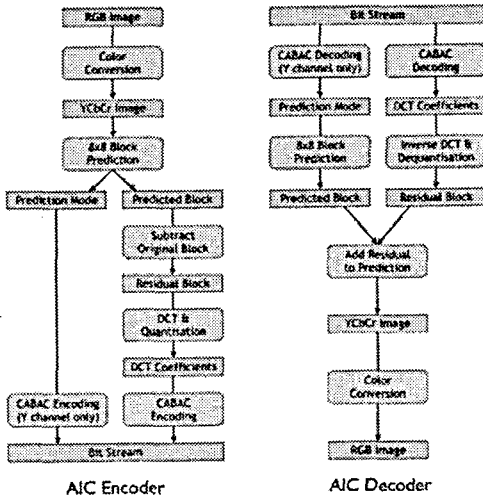 RGB Image
Color
Conversion
YCbCr Image
8x8 Block
Prediction
Prediction Mode
Predicted Block
Subtract
Original Block
Residual Block
DCT &
Quantisation
DCT Coefficients
CABAC Encoding
(Y channel only)
CABAC
Encoding
Bit Stream
AIC Encoder
Bit Stream
CABAC Decoding
(Y channel only)
CABAC
Decoding
Prediction Mode
DCT Coefficients
8x8 Block
Prediction
Inverse DCT &
Dequantisation
Predicted Block
Residual Block
Add Residual
to Prediction
YCbCr Image
Color
Conversion
RGB Image
AIC Decoder